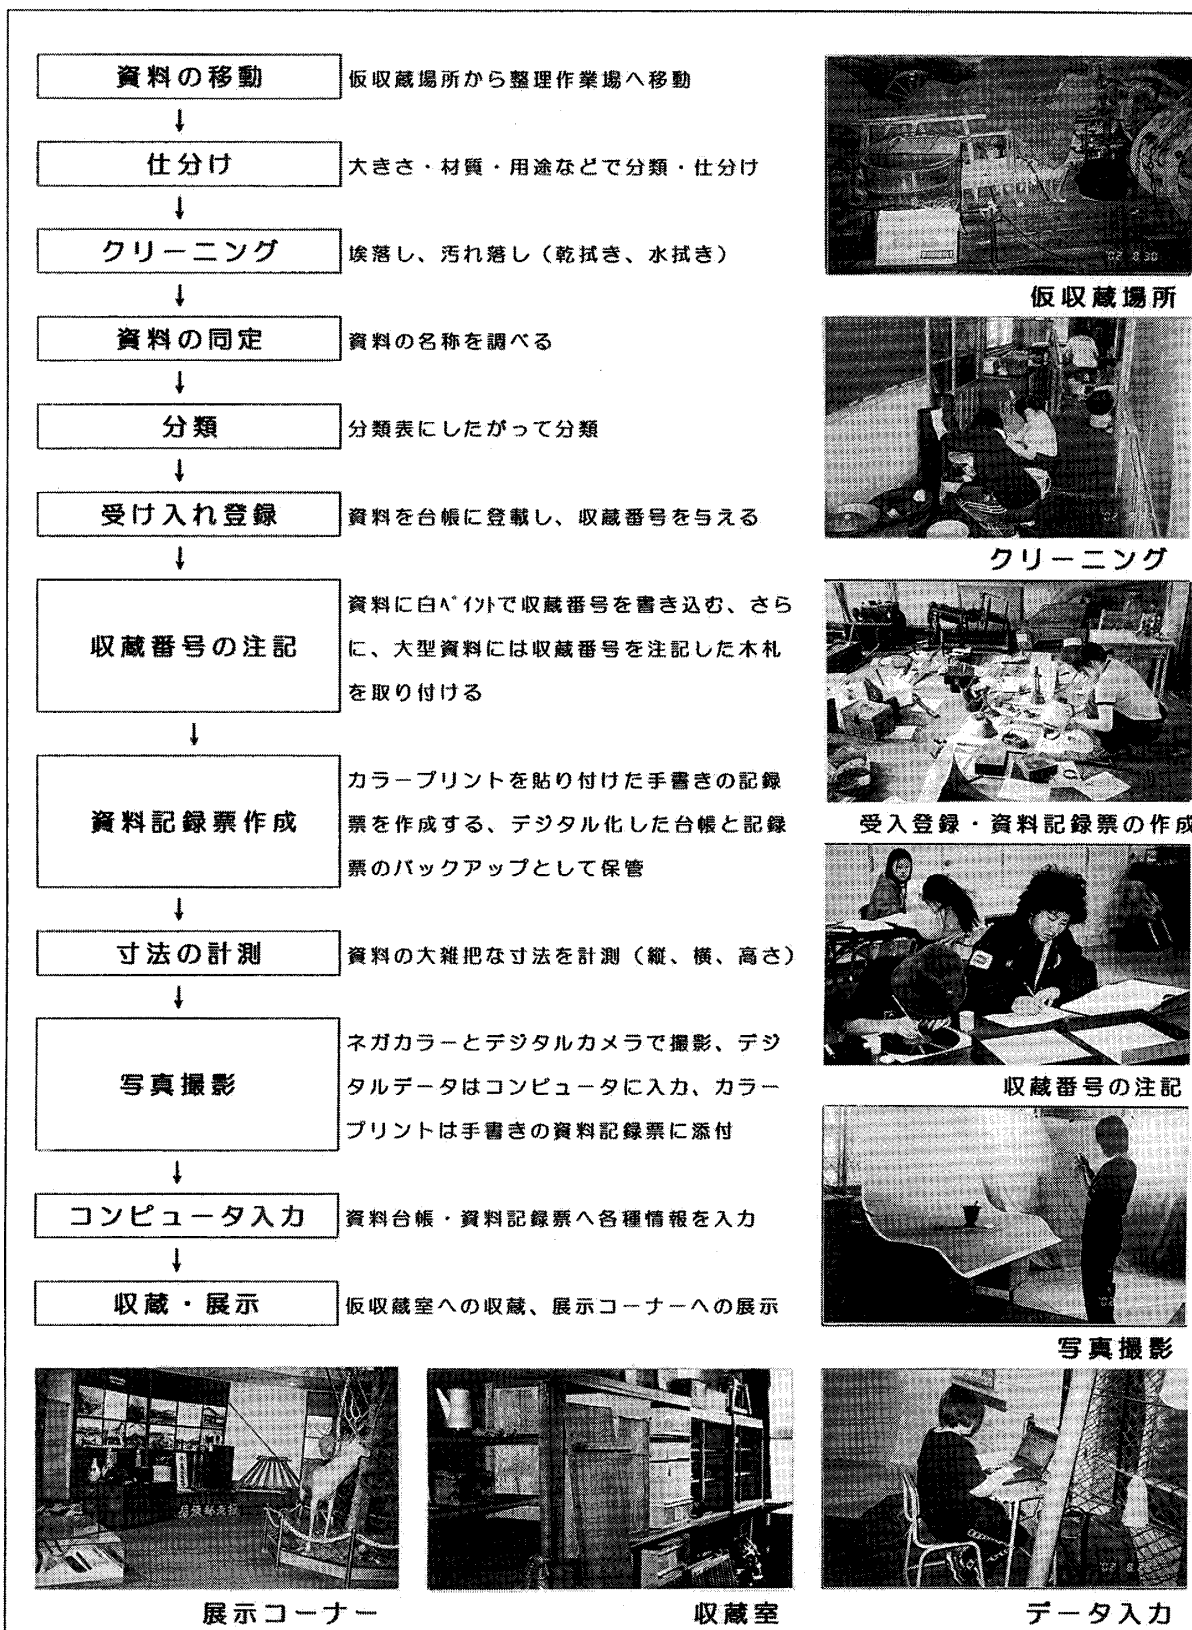 資料の移動
仮収蔵場所から整理作業場へ移動
↓
仕分け
大きさ・材質・用途などで分類・仕分け
↓
クリーニング
埃落し、汚れ落し（乾拭き、水拭き）
↓
資料の同定
資料の名称を調べる
↓
分類
分類表にしたがって分類
↓
受け入れ登録
資料を台帳に登載し、収蔵番号を与える
↓
収蔵番号の注記
資料に白ﾍﾟｲﾝﾄで収蔵番号を書き込む、さら
に、大型資料には収蔵番号を注記した木札
を取り付ける
↓
資料記録票作成
カラープリントを貼り付けた手書きの記録
票を作成する、デジタル化した台帳と記録
票のバックアップとして保管
↓
寸法の計測
資料の大雑把な寸法を計測（縦、横、高さ）
↓
写真撮影
ネガカラーとデジタルカメラで撮影、デジ
タルデータはコンピュータに入力、カラー
プリントは手書きの資料記録票に添付
↓
コンピュータ入力
資料台帳・資料記録票へ各種情報を入力
↓
収蔵・展示
仮収蔵室への収蔵、展示コーナーへの展示
'02 8 30
仮収蔵場所
クリーニング
受入登録・資料記録票の作成
収蔵番号の注記
写真撮影
展示コーナー
収蔵室
データ入力